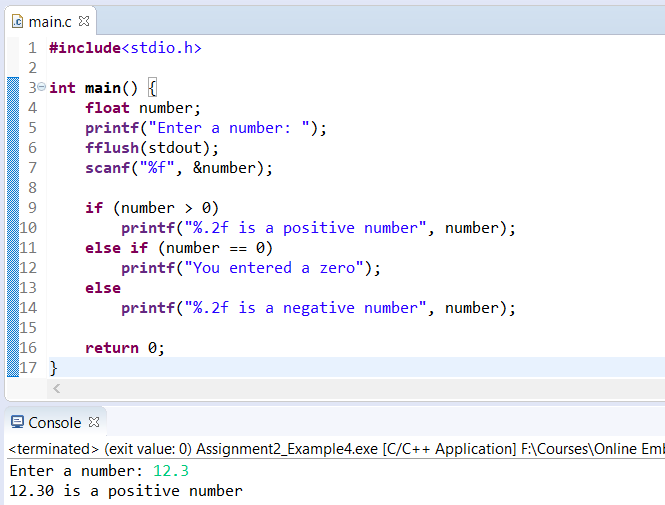 main.c
1 #include<stdio.h>
2
3 int main() {
4     float number;
5     printf("Enter a number: ");
6     fflush(stdout);
7     scanf("%f", &number);
8
9     if (number > 0)
10         printf("%.2f is a positive number", number);
11     else if (number == 0)
12         printf("You entered a zero");
13     else
14         printf("%.2f is a negative number", number);
15
16     return 0;
17 }
Console
<terminated> (exit value: 0) Assignment2_Example4.exe [C/C++ Application] F:\Courses\Online Emb
Enter a number: 12.3
12.30 is a positive number